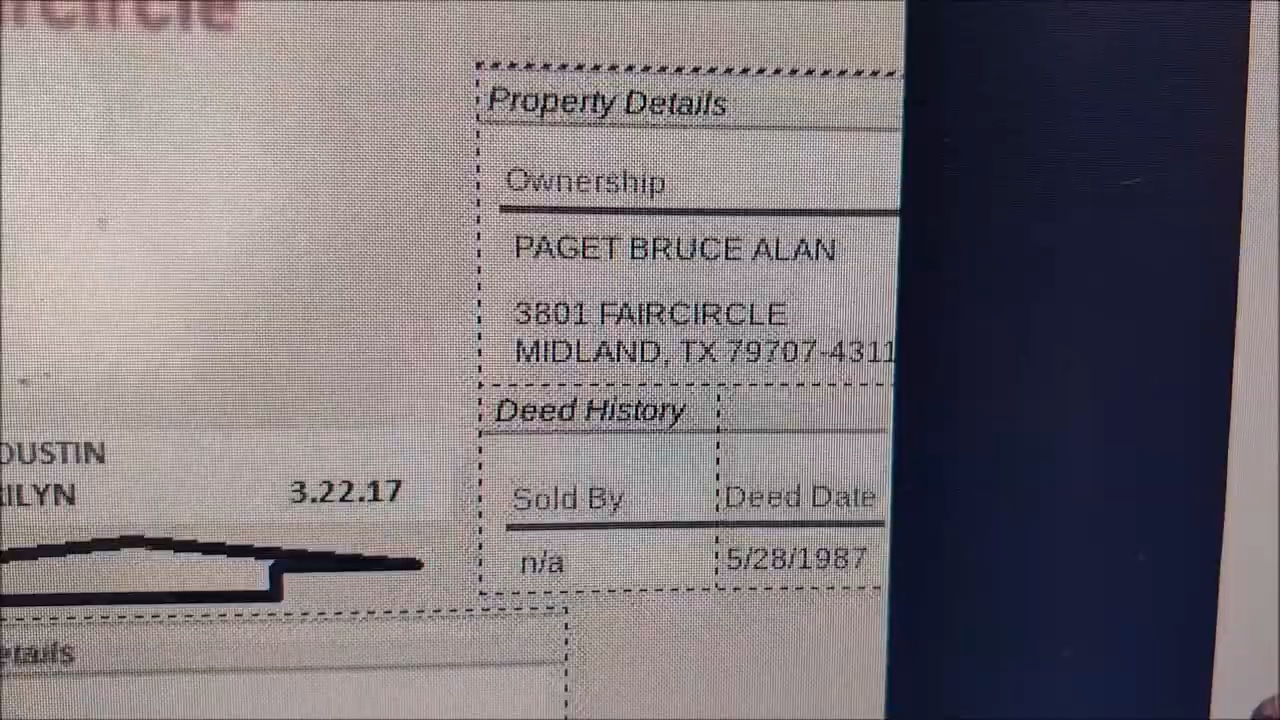 Property Details
Ownership
PAGET BRUCE ALAN
3801 FAIRCIRCLE
MIDLAND, TX 79707-4311
Deed History
OUSTIN
ILYN 3.22.17
Sold By Deed Date
n/a 5/28/1987
etails